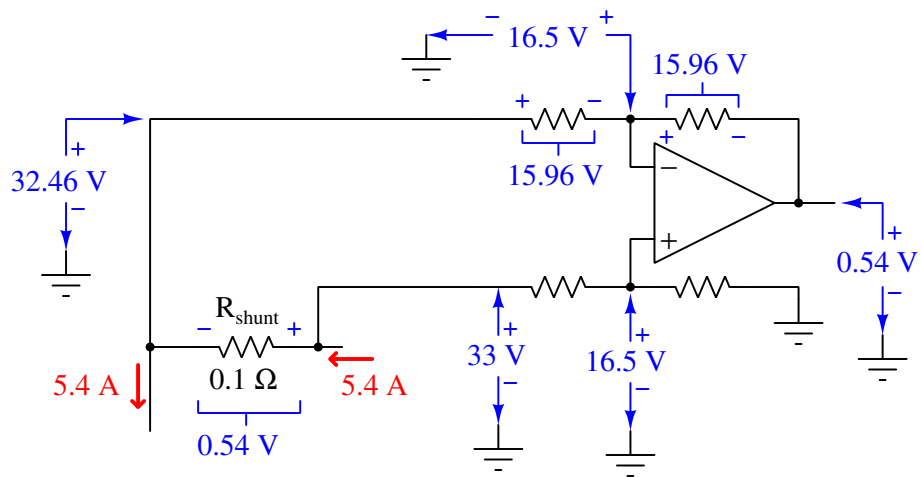 − 16.5 V +
15.96 V
+ −
+ −
+
32.46 V
−
15.96 V
−
+
+
0.54 V
−
R_shunt
− +
0.1 Ω
5.4 A
5.4 A
0.54 V
+
33 V
−
+
16.5 V
−